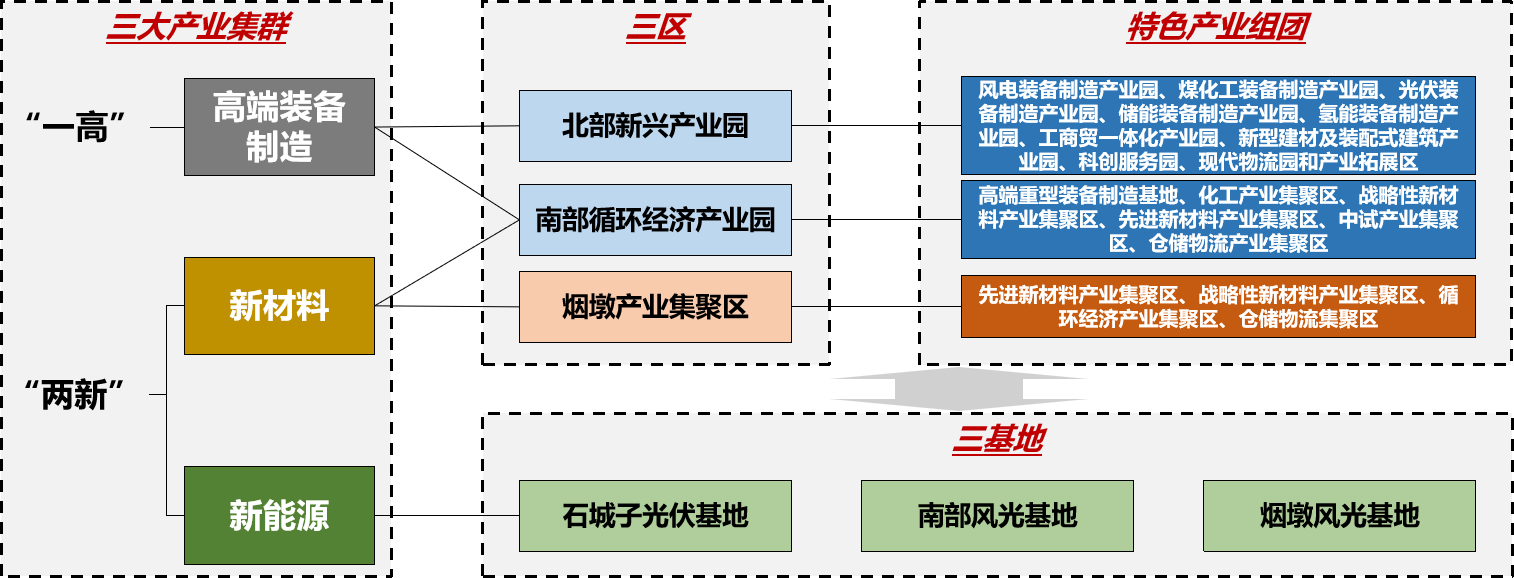 三大产业集群
“一高”
高端装备
制造
新材料
“两新”
新能源
三区
北部新兴产业园
南部循环经济产业园
烟墩产业集聚区
特色产业组团
风电装备制造产业园、煤化工装备制造产业园、光伏装
备制造产业园、储能装备制造产业园、氢能装备制造产
业园、工商贸一体化产业园、新型建材及装配式建筑产
业园、科创服务园、现代物流园和产业拓展区
高端重型装备制造基地、化工产业集聚区、战略性新材
料产业集聚区、先进新材料产业集聚区、中试产业集聚
区、仓储物流产业集聚区
先进新材料产业集聚区、战略性新材料产业集聚区、循
环经济产业集聚区、仓储物流集聚区
三基地
石城子光伏基地
南部风光基地
烟墩风光基地